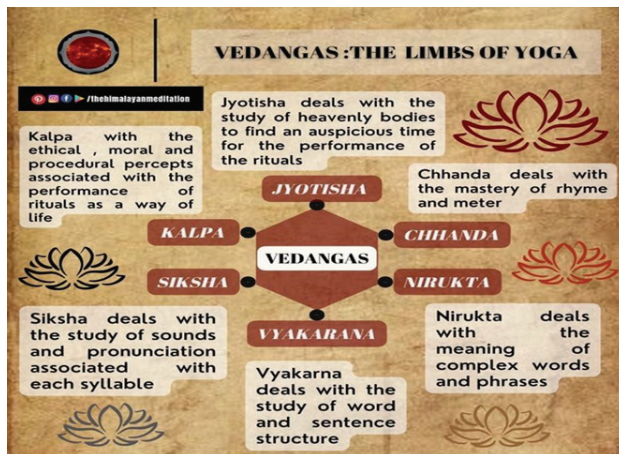 VEDANGAS :THE LIMBS OF YOGA
/thehimalayanmeditation
Jyotisha deals with the
study of heavenly bodies
to find an auspicious time
for the performance of
the rituals
Kalpa with the
ethical , moral and
procedural percepts
associated with the
performance of
rituals as a way of
life
Chhanda deals with
the mastery of rhyme
and meter
JYOTISHA
KALPA
CHHANDA
VEDANGAS
SIKSHA
NIRUKTA
VYAKARANA
Siksha deals with
the study of sounds
and pronunciation
associated with
each syllable
Nirukta deals
with the
meaning of
complex words
and phrases
Vyakarna
deals with the
study of word
and sentence
structure